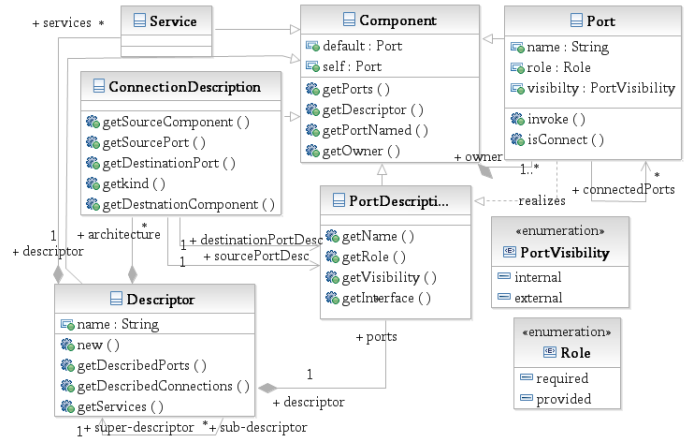 + services *
Service
Component
default : Port
self : Port
getPorts ( )
getDescriptor ( )
getPortNamed ( )
getOwner ( )
Port
name : String
role : Role
visibilty : PortVisibility
invoke ( )
isConnect ( )
ConnectionDescription
getSourceComponent ( )
getSourcePort ( )
getDestinationPort ( )
getkind ( )
getDestnationComponent ( )
+ owner
1..*
*
+ connectedPorts
realizes
PortDescripti...
getName ( )
getRole ( )
getVisibility ( )
getInterface ( )
«enumeration»
PortVisibility
internal
external
«enumeration»
Role
required
provided
*
+ architecture
1
+ descriptor
1 + destinationPortDesc
+ sourcePortDesc
1
Descriptor
name : String
new ( )
getDescribedPorts ( )
getDescribedConnections ( )
getServices ( )
+ ports
1
+ descriptor
1 + super-descriptor * + sub-descriptor